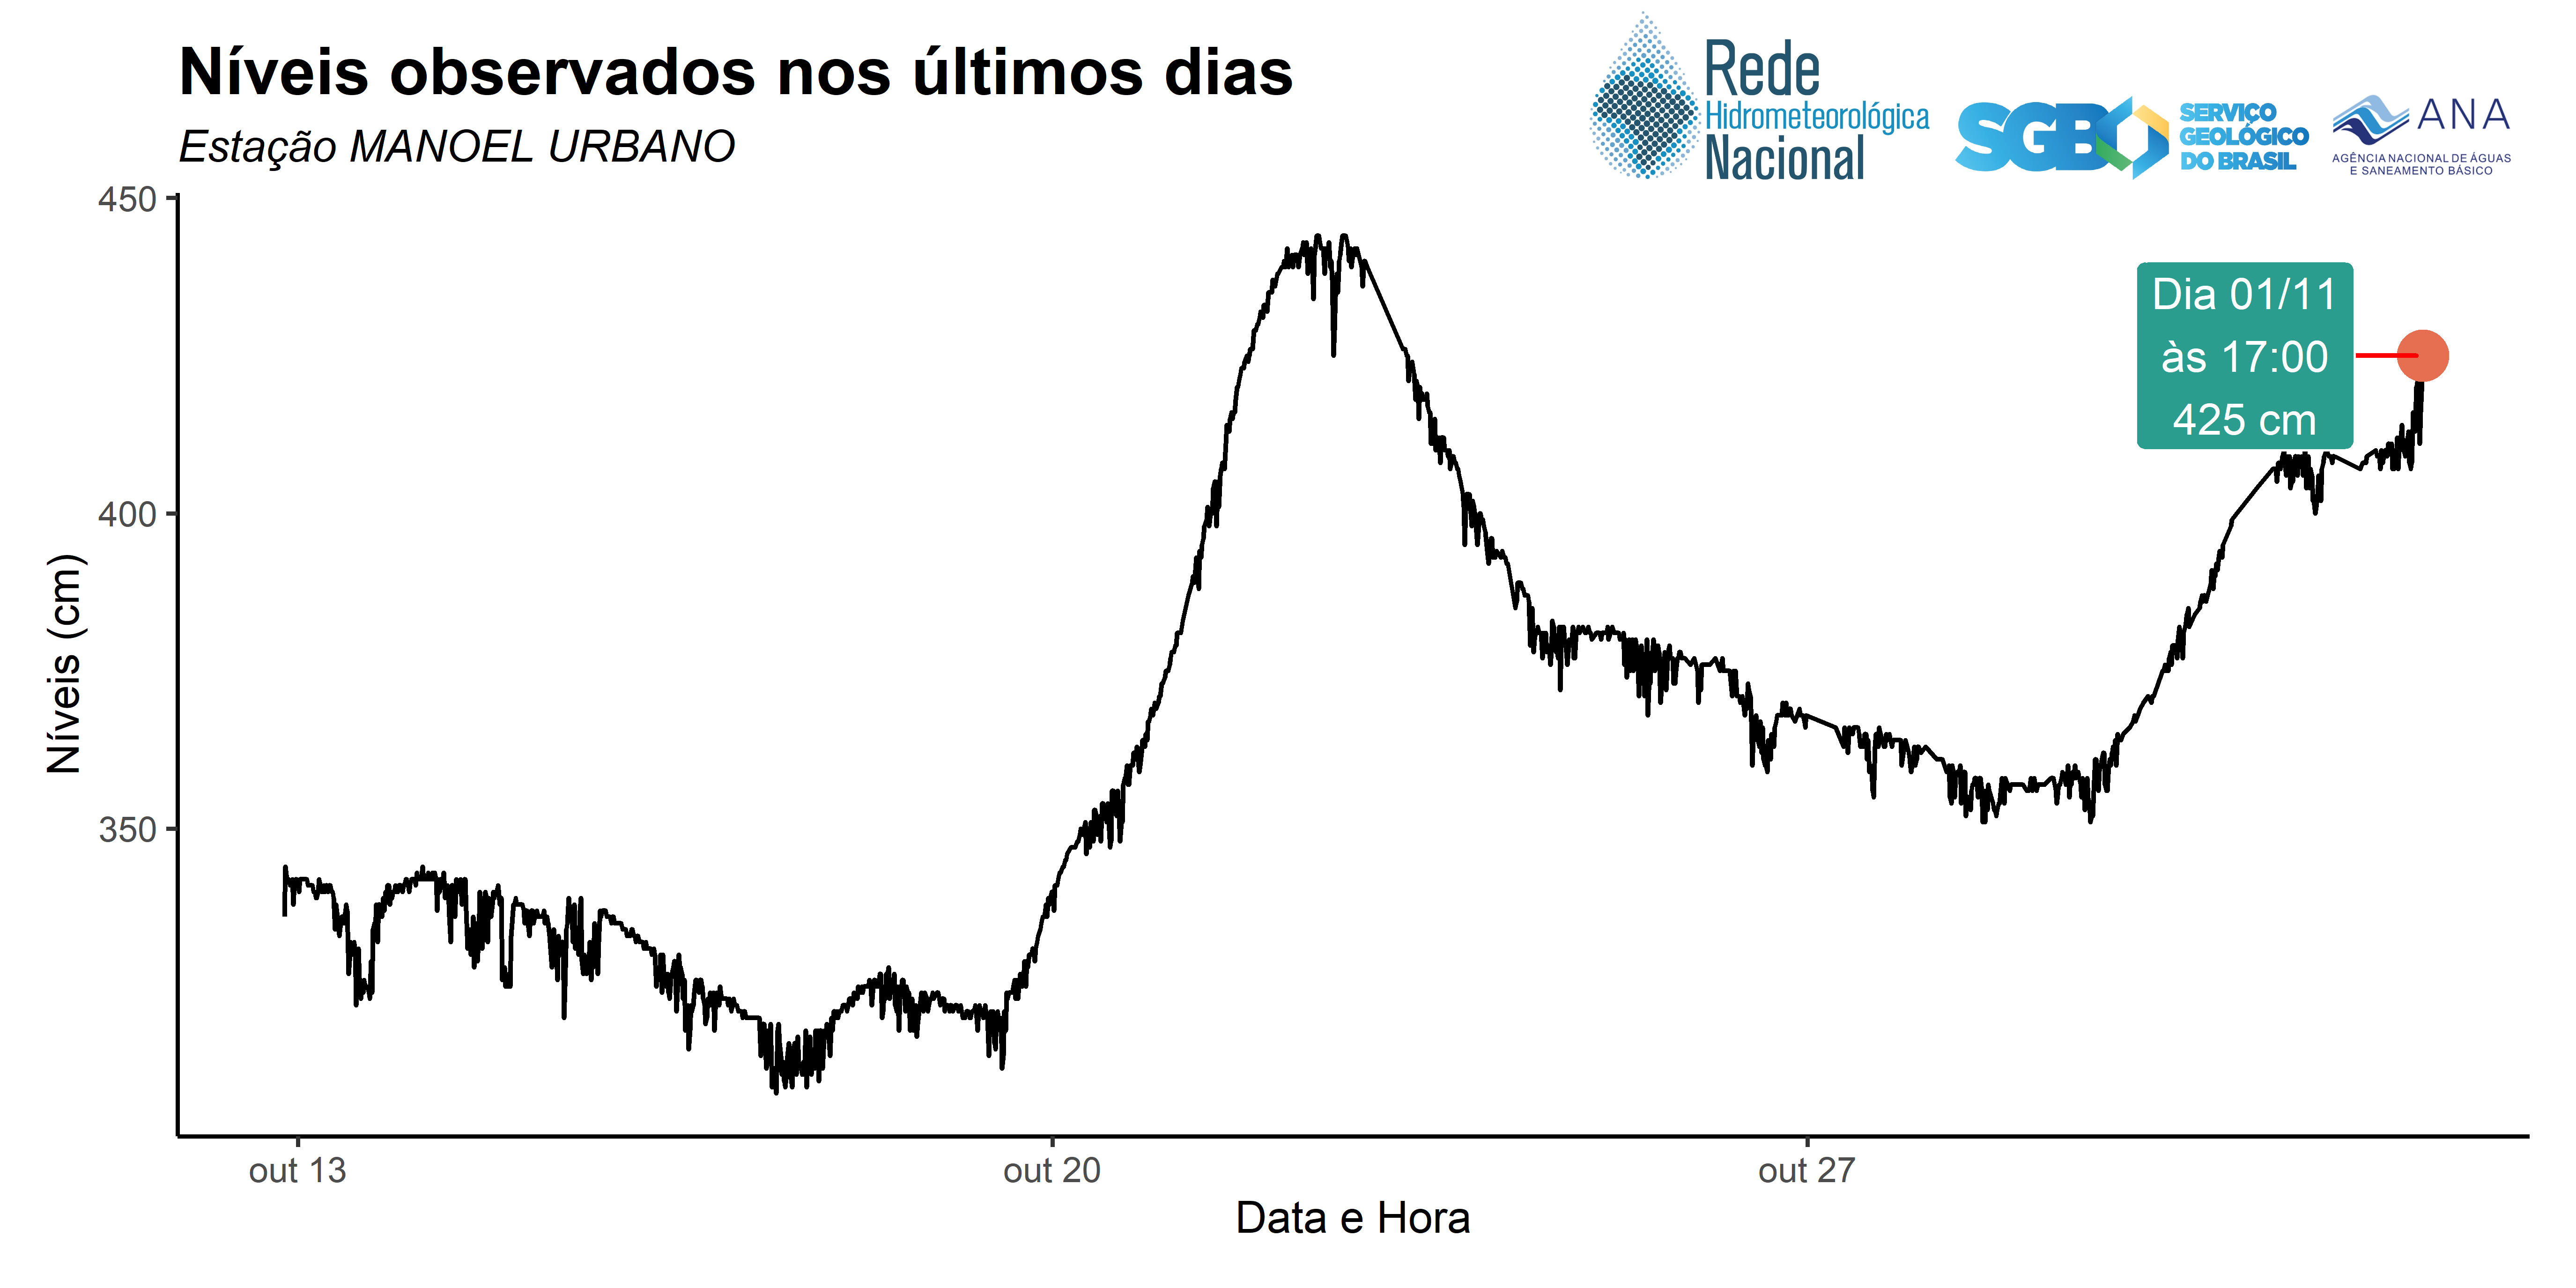 Níveis observados nos últimos dias
Estação MANOEL URBANO
Rede
Hidrometeorológica
Nacional
SGB
SERVIÇO
GEOLÓGICO
DO BRASIL
ANA
AGÊNCIA NACIONAL DE ÁGUAS
E SANEAMENTO BÁSICO
450
400
350
Níveis (cm)
Dia 01/11
às 17:00
425 cm
out 13
out 20
out 27
Data e Hora